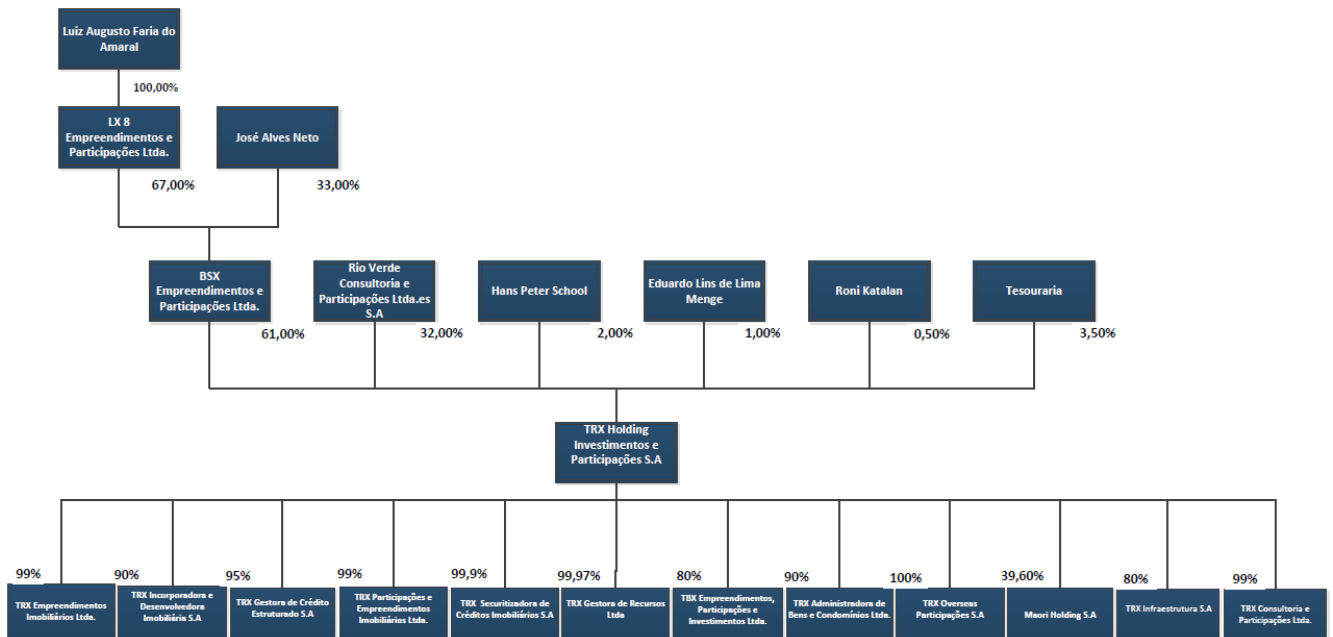 Luiz Augusto Faria do
Amaral
100,00%
LX 8
Empreendimentos e
Participações Ltda.
José Alves Neto
67,00%
33,00%
BSX
Empreendimentos e
Participações Ltda.
Rio Verde
Consultoria e
Participações Ltda.es
S.A
Hans Peter School
Eduardo Lins de Lima
Menge
Roni Katalan
Tesouraria
61,00%
32,00%
2,00%
1,00%
0,50%
3,50%
TRX Holding
Investimentos e
Participações S.A
99%
90%
95%
99%
99,9%
99,97%
80%
90%
100%
39,60%
80%
99%
TRX Empreendimentos
Imobiliários Ltda.
TRX Incorporadora e
Desenvolvedora
Imobiliária S.A
TRX Gestora de Crédito
Estruturado S.A
TRX Participações e
Empreendimentos
Imobiliários Ltda.
TRX Securitizadora de
Créditos Imobiliários S.A
TRX Gestora de Recursos
Ltda
TBX Empreendimentos,
Participações e
Investimentos Ltda.
TRX Administradora de
Bens e Condomínios Ltda.
TRX Overseas
Participações S.A
Maori Holding S.A
TRX Infraestrutura S.A
TRX Consultoria e
Participações Ltda.